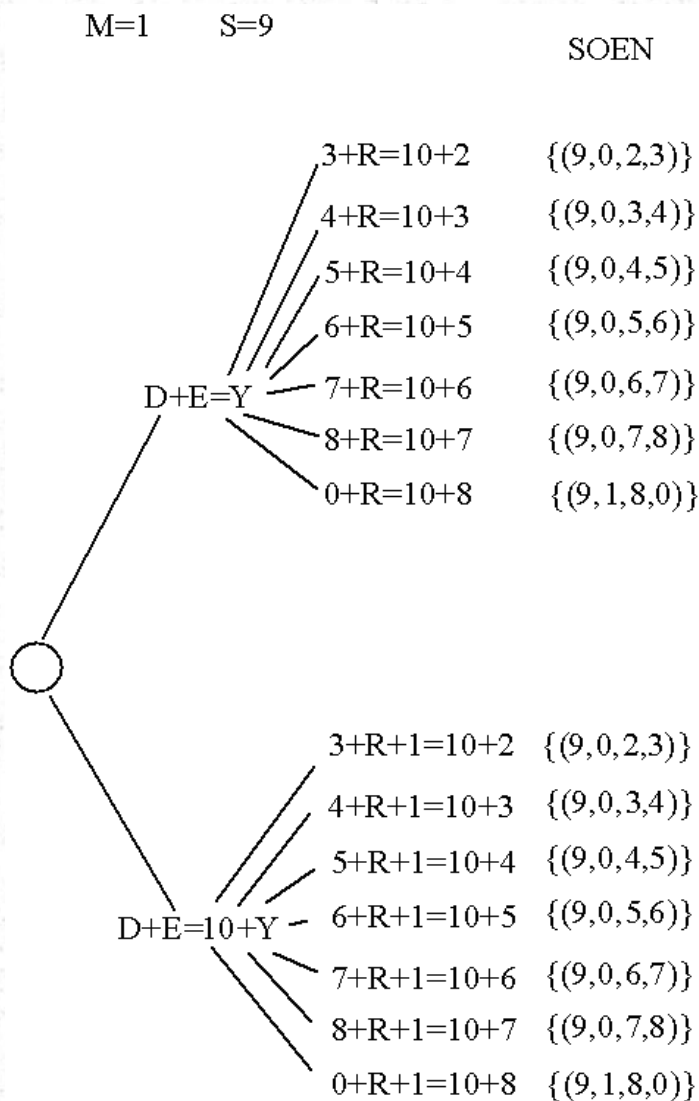 M=1 S=9
SOEN
3+R=10+2 {(9,0,2,3)}
4+R=10+3 {(9,0,3,4)}
5+R=10+4 {(9,0,4,5)}
6+R=10+5 {(9,0,5,6)}
D+E=Y
7+R=10+6 {(9,0,6,7)}
8+R=10+7 {(9,0,7,8)}
0+R=10+8 {(9,1,8,0)}
3+R+1=10+2 {(9,0,2,3)}
4+R+1=10+3 {(9,0,3,4)}
5+R+1=10+4 {(9,0,4,5)}
6+R+1=10+5 {(9,0,5,6)}
D+E=10+Y
7+R+1=10+6 {(9,0,6,7)}
8+R+1=10+7 {(9,0,7,8)}
0+R+1=10+8 {(9,1,8,0)}